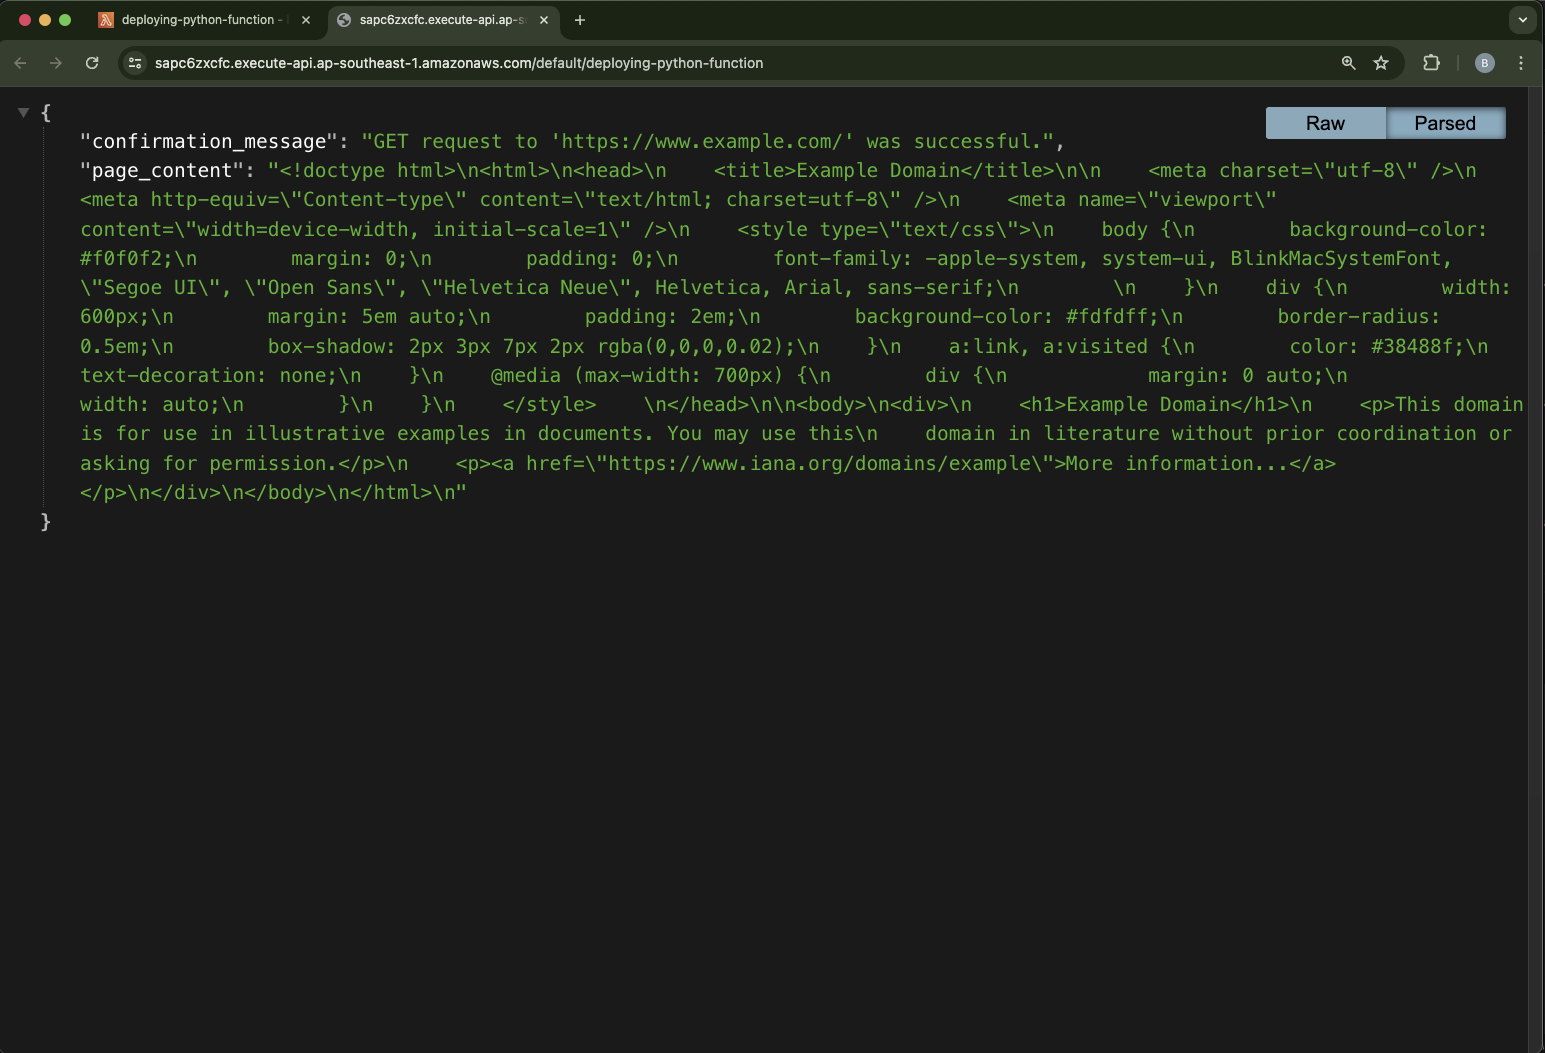 deploying-python-function -
sapc6zxcfc.execute-api.ap-s
sapc6zxcfc.execute-api.ap-southeast-1.amazonaws.com/default/deploying-python-function
B
{
Raw Parsed
"confirmation_message": "GET request to 'https://www.example.com/' was successful.",
"page_content": "<!doctype html>\n<html>\n<head>\n    <title>Example Domain</title>\n\n    <meta charset=\"utf-8\" />\n
<meta http-equiv=\"Content-type\" content=\"text/html; charset=utf-8\" />\n    <meta name=\"viewport\"
content=\"width=device-width, initial-scale=1\" />\n    <style type=\"text/css\">\n    body {\n        background-color:
#f0f0f2;\n        margin: 0;\n        padding: 0;\n        font-family: -apple-system, system-ui, BlinkMacSystemFont,
\"Segoe UI\", \"Open Sans\", \"Helvetica Neue\", Helvetica, Arial, sans-serif;\n        \n    }\n    div {\n        width:
600px;\n        margin: 5em auto;\n        padding: 2em;\n        background-color: #fdfdff;\n        border-radius:
0.5em;\n        box-shadow: 2px 3px 7px 2px rgba(0,0,0,0.02);\n    }\n    a:link, a:visited {\n        color: #38488f;\n
text-decoration: none;\n    }\n    @media (max-width: 700px) {\n        div {\n            margin: 0 auto;\n
width: auto;\n        }\n    }\n    </style>    \n</head>\n\n<body>\n<div>\n    <h1>Example Domain</h1>\n    <p>This domain
is for use in illustrative examples in documents. You may use this\n    domain in literature without prior coordination or
asking for permission.</p>\n    <p><a href=\"https://www.iana.org/domains/example\">More information...</a>
</p>\n</div>\n</body>\n</html>\n"
}